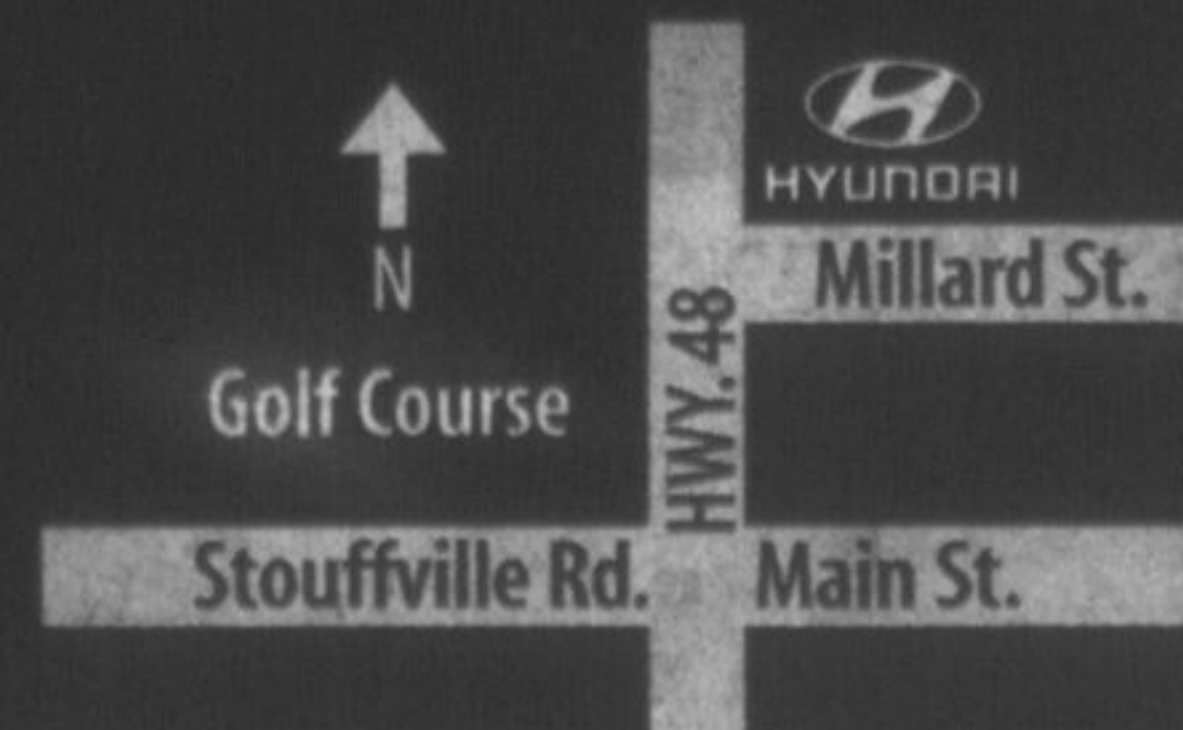 HYUNDAI
N
Millard St.
HWY. 48
Golf Course
Stouffville Rd.
Main St.